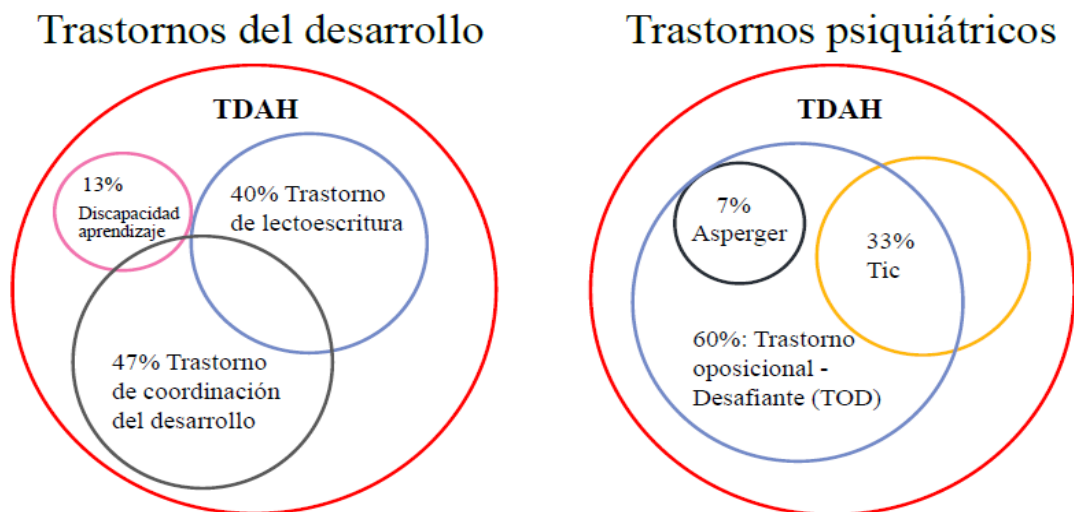 Trastornos del desarrollo
TDAH
13%
Discapacidad
aprendizaje
40% Trastorno
de lectoescritura
47% Trastorno
de coordinación
del desarrollo
Trastornos psiquiátricos
TDAH
7%
Asperger
33%
Tic
60%: Trastorno
oposicional -
Desafiante (TOD)